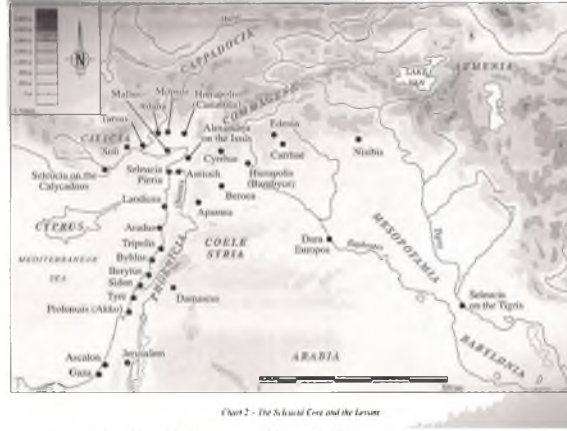 N
CAPPADOCIA
ARMENIA
LAKE
VAN
COMMAGENE
Mallus
Mopsus
Hierapolis
(Castabala)
Adana
Tarsus
CILICIA
Soli
Alexandria
on the Issus
Edessa
Carrhae
Nisibis
Cyrrhus
Seleucia on the
Calycadnus
Seleucia
Pieria
Antioch
Hierapolis
(Bambyce)
Beroea
Laodicea
Apamea
CYPRUS
Aradus
Tripolis
COELE
SYRIA
Dura
Europos
Euphrates
MESOPOTAMIA
Tigris
MEDITERRANEAN
SEA
Byblos
Berytus
Sidon
Tyre
PHOENICIA
Damascus
Ptolemais (Akko)
Seleucia
on the Tigris
BABYLONIA
Ascalon
Jerusalem
Gaza
ARABIA
Chart 2 – The Seleucid Core and the Levant